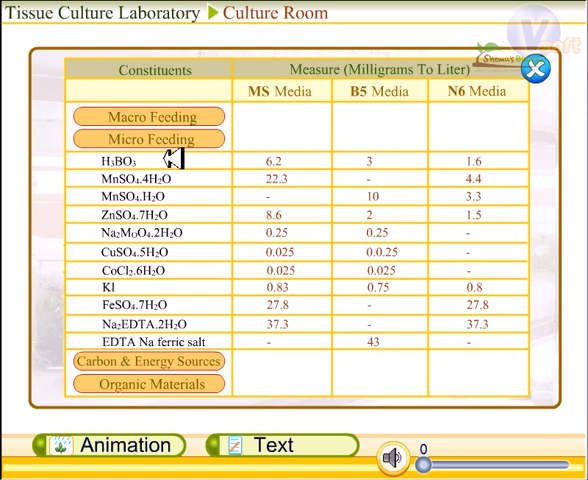 Tissue Culture Laboratory Culture Room
Constituents Measure (Milligrams To Liter)
MS Media B5 Media N6 Media
Macro Feeding
Micro Feeding
H₃BO₃ 6.2 3 1.6
MnSO₄.4H₂O 22.3 - 4.4
MnSO₄.H₂O - 10 3.3
ZnSO₄.7H₂O 8.6 2 1.5
Na₂MₒO₄.2H₂O 0.25 0.25 -
CuSO₄.5H₂O 0.025 0.0.25 -
CoCl₂.6H₂O 0.025 0.025 -
KI 0.83 0.75 0.8
FeSO₄.7H₂O 27.8 - 27.8
Na₂EDTA.2H₂O 37.3 - 37.3
EDTA Na ferric salt - 43 -
Carbon & Energy Sources
Organic Materials
Animation Text
0